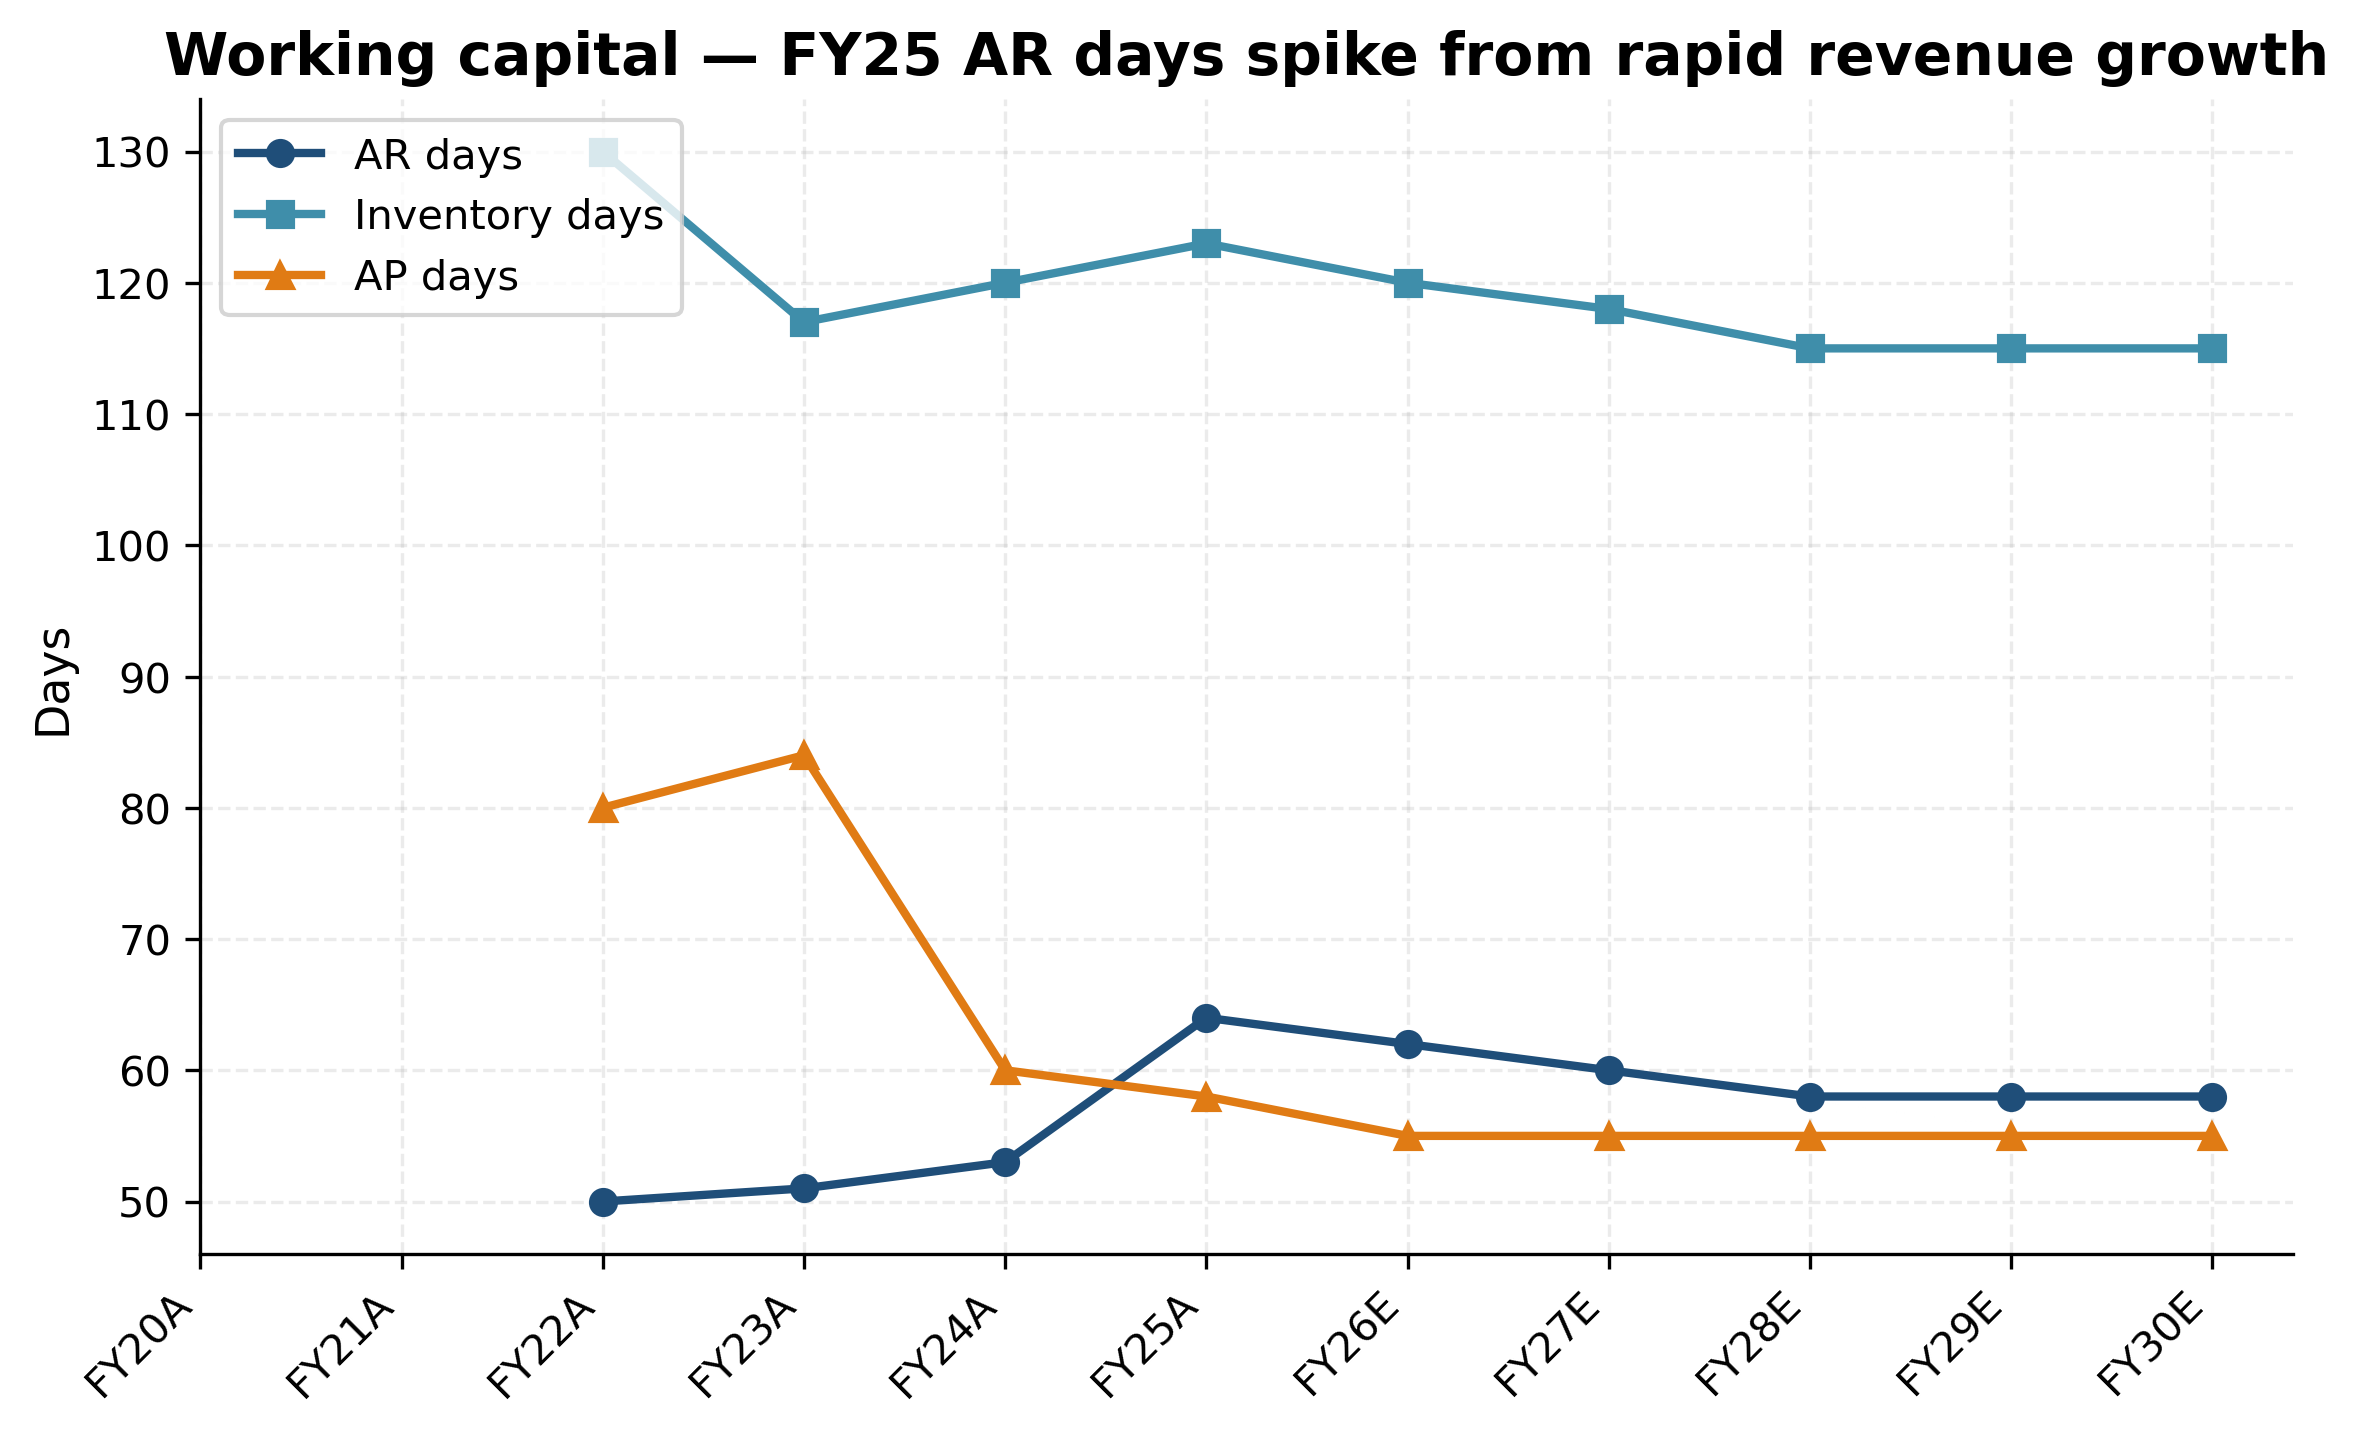 Working capital — FY25 AR days spike from rapid revenue growth
AR days
Inventory days
AP days
Days
130
120
110
100
90
80
70
60
50
FY20A
FY21A
FY22A
FY23A
FY24A
FY25A
FY26E
FY27E
FY28E
FY29E
FY30E